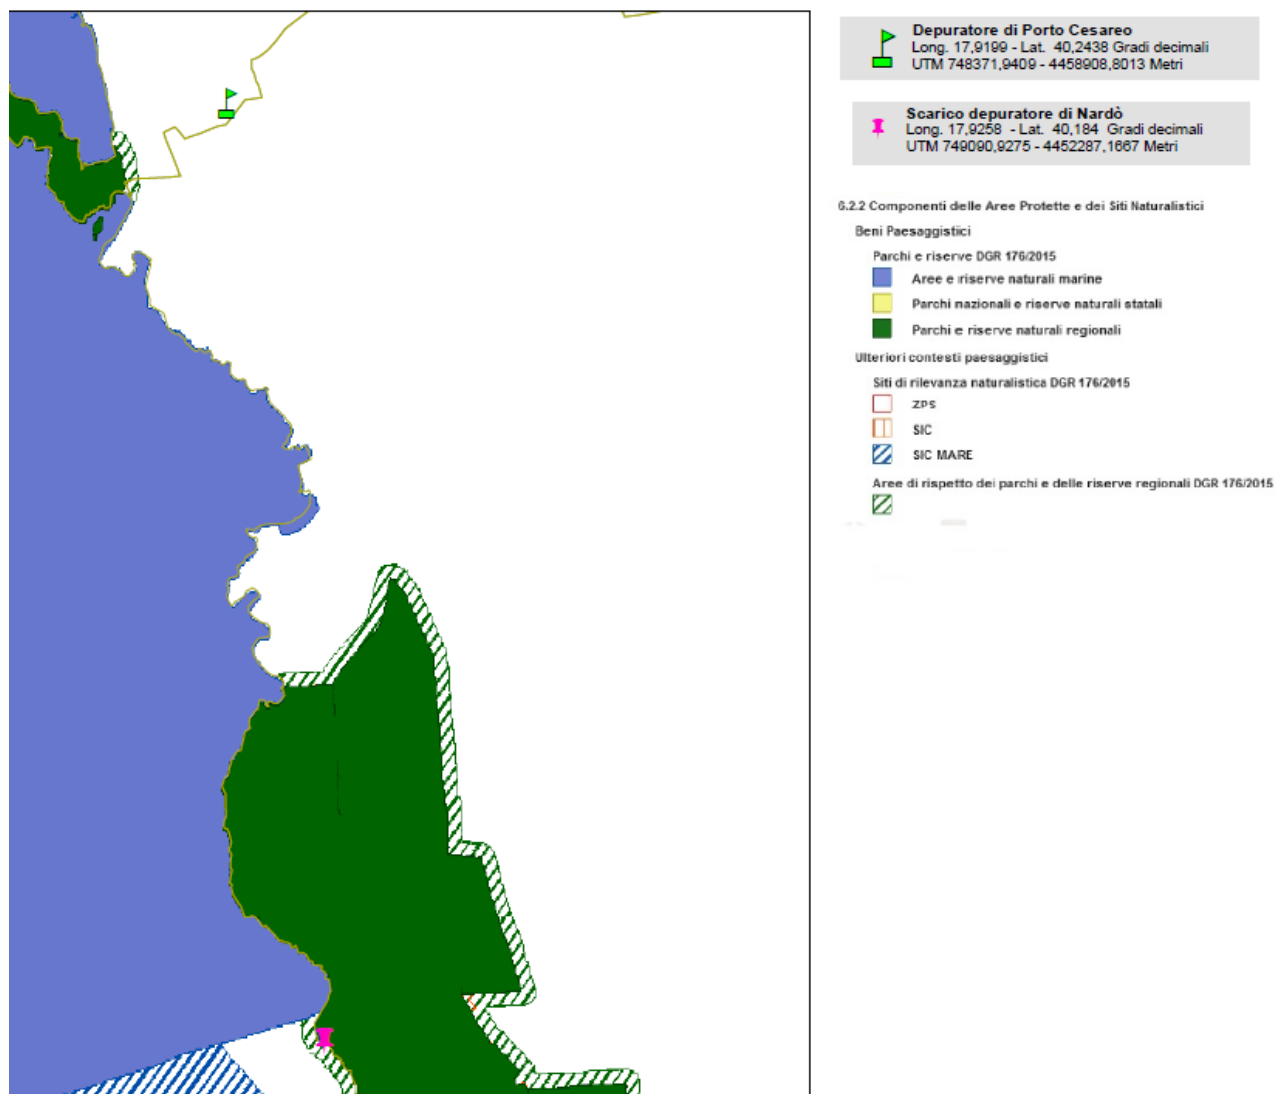 Depuratore di Porto Cesareo
Long. 17,9199 - Lat. 40,2438 Gradi decimali
UTM 748371,9409 - 4458908,8013 Metri
Scarico depuratore di Nardò
Long. 17,9258 - Lat. 40,184 Gradi decimali
UTM 749090,9275 - 4452287,1667 Metri
6.2.2 Componenti delle Aree Protette e dei Siti Naturalistici
Beni Paesaggistici
Parchi e riserve DGR 176/2015
Aree e riserve naturali marine
Parchi nazionali e riserve naturali statali
Parchi e riserve naturali regionali
Ulteriori contesti paesaggistici
Siti di rilevanza naturalistica DGR 176/2015
ZPS
SIC
SIC MARE
Aree di rispetto dei parchi e delle riserve regionali DGR 176/2015